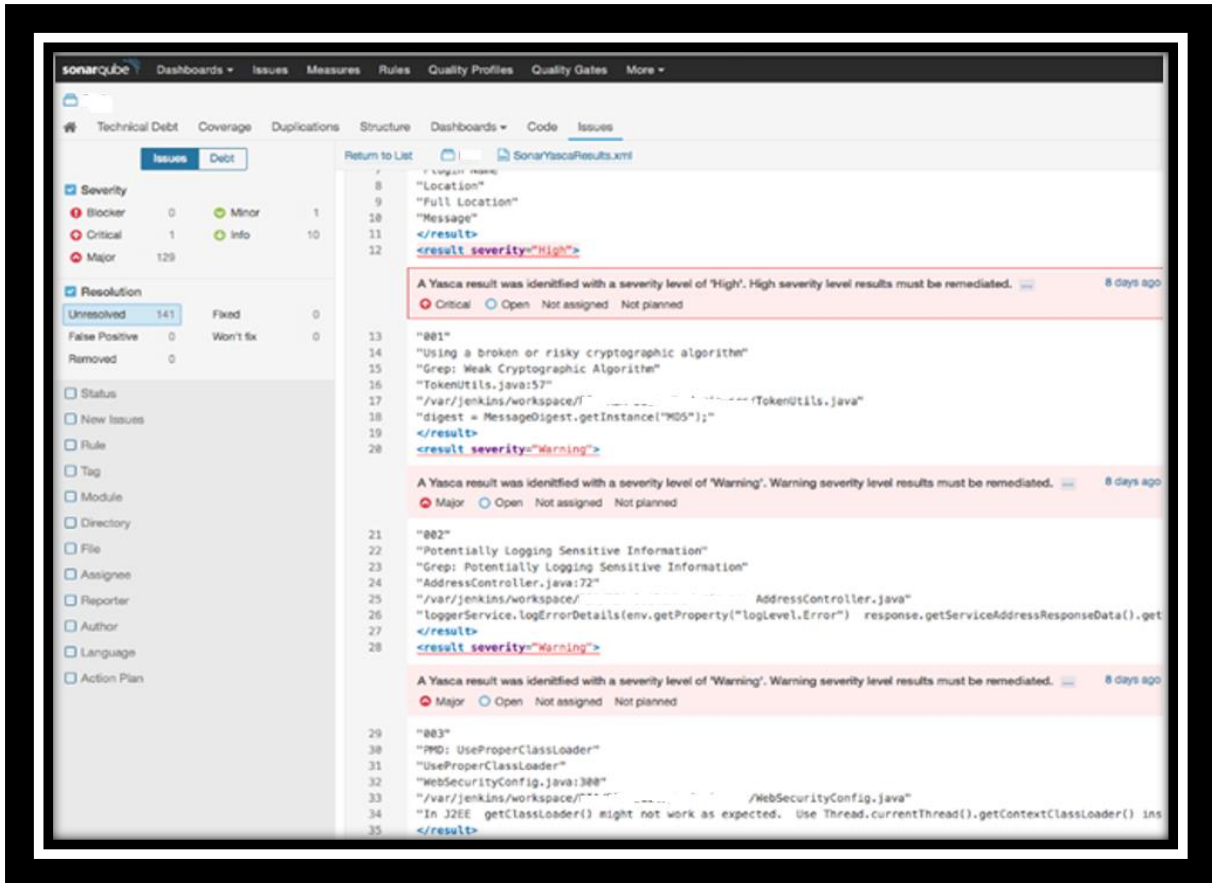 sonarqube Dashboards Issues Measures Rules Quality Profiles Quality Gates More
Technical Debt Coverage Duplications Structure Dashboards Code Issues
Issues Debt
Return to List SonarYascaResults.xml
Severity
Blocker 0 Minor 1
Critical 1 Info 10
Major 129
Resolution
Unresolved 141 Fixed 0
False Positive 0 Won't fix 0
Removed 0
Status
New Issues
Rule
Tag
Module
Directory
File
Assignee
Reporter
Author
Language
Action Plan
7 "Plugin Name"
8 "Location"
9 "Full Location"
10 "Message"
11 </result>
12 <result severity="High">
A Yasca result was idenitfied with a severity level of 'High'. High severity level results must be remediated. ... 8 days ago
Critical Open Not assigned Not planned
13 "001"
14 "Using a broken or risky cryptographic algorithm"
15 "Grep: Weak Cryptographic Algorithm"
16 "TokenUtils.java:57"
17 "/var/jenkins/workspace/ /TokenUtils.java"
18 "digest = MessageDigest.getInstance("MD5");"
19 </result>
20 <result severity="Warning">
A Yasca result was idenitfied with a severity level of 'Warning'. Warning severity level results must be remediated. ... 8 days ago
Major Open Not assigned Not planned
21 "002"
22 "Potentially Logging Sensitive Information"
23 "Grep: Potentially Logging Sensitive Information"
24 "AddressController.java:72"
25 "/var/jenkins/workspace/ AddressController.java"
26 "loggerService.logErrorDetails(env.getProperty("logLevel.Error") response.getServiceAddressResponseData().get
27 </result>
28 <result severity="Warning">
A Yasca result was idenitfied with a severity level of 'Warning'. Warning severity level results must be remediated. ... 8 days ago
Major Open Not assigned Not planned
29 "003"
30 "PMD: UseProperClassLoader"
31 "UseProperClassLoader"
32 "WebSecurityConfig.java:300"
33 "/var/jenkins/workspace/ /WebSecurityConfig.java"
34 "In J2EE getClassLoader() might not work as expected. Use Thread.currentThread().getContextClassLoader() ins
35 </result>